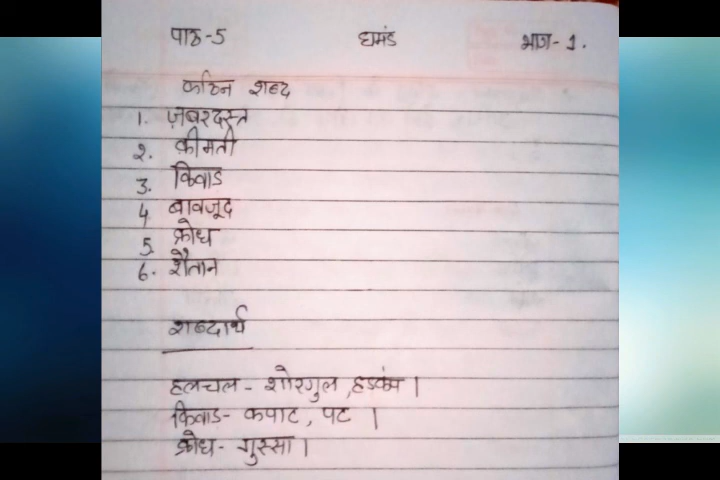 पाठ-5 घमंड भाग-1.
कठिन शब्द
1. ज़बरदस्त
2. क़ीमती
3. किवाड
4. बावजूद
5. क्रोध
6. शैतान
शब्दार्थ
हलचल - शोरगुल ,हडकंप ।
किवाड- कपाट , पट ।
क्रोध- गुस्सा ।